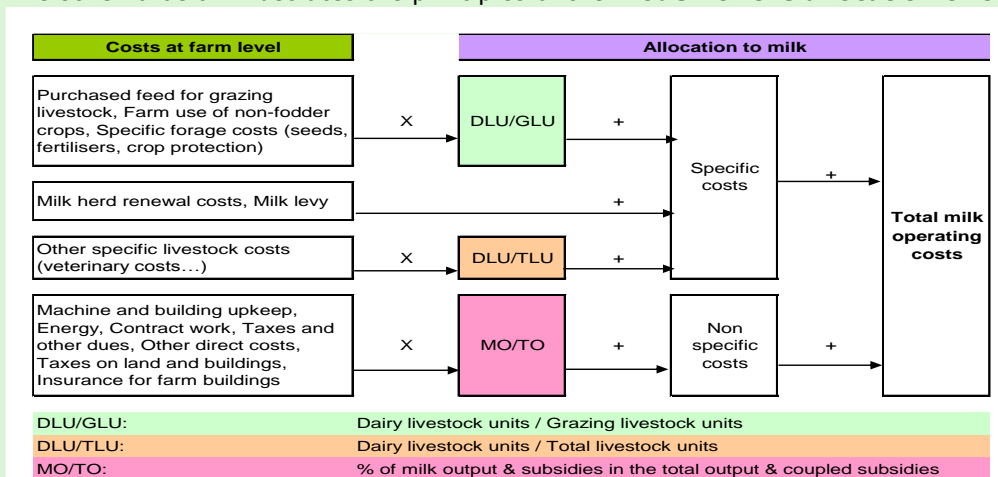 Costs at farm level
Allocation to milk
Purchased feed for grazing
livestock, Farm use of non-fodder
crops, Specific forage costs (seeds,
fertilisers, crop protection)
X
DLU/GLU
+
Milk herd renewal costs, Milk levy
+
Other specific livestock costs
(veterinary costs…)
X
DLU/TLU
+
Specific
costs
+
Machine and building upkeep,
Energy, Contract work, Taxes and
other dues, Other direct costs,
Taxes on land and buildings,
Insurance for farm buildings
X
MO/TO
+
Non
specific
costs
+
Total milk
operating
costs
DLU/GLU: Dairy livestock units / Grazing livestock units
DLU/TLU: Dairy livestock units / Total livestock units
MO/TO: % of milk output & subsidies in the total output & coupled subsidies